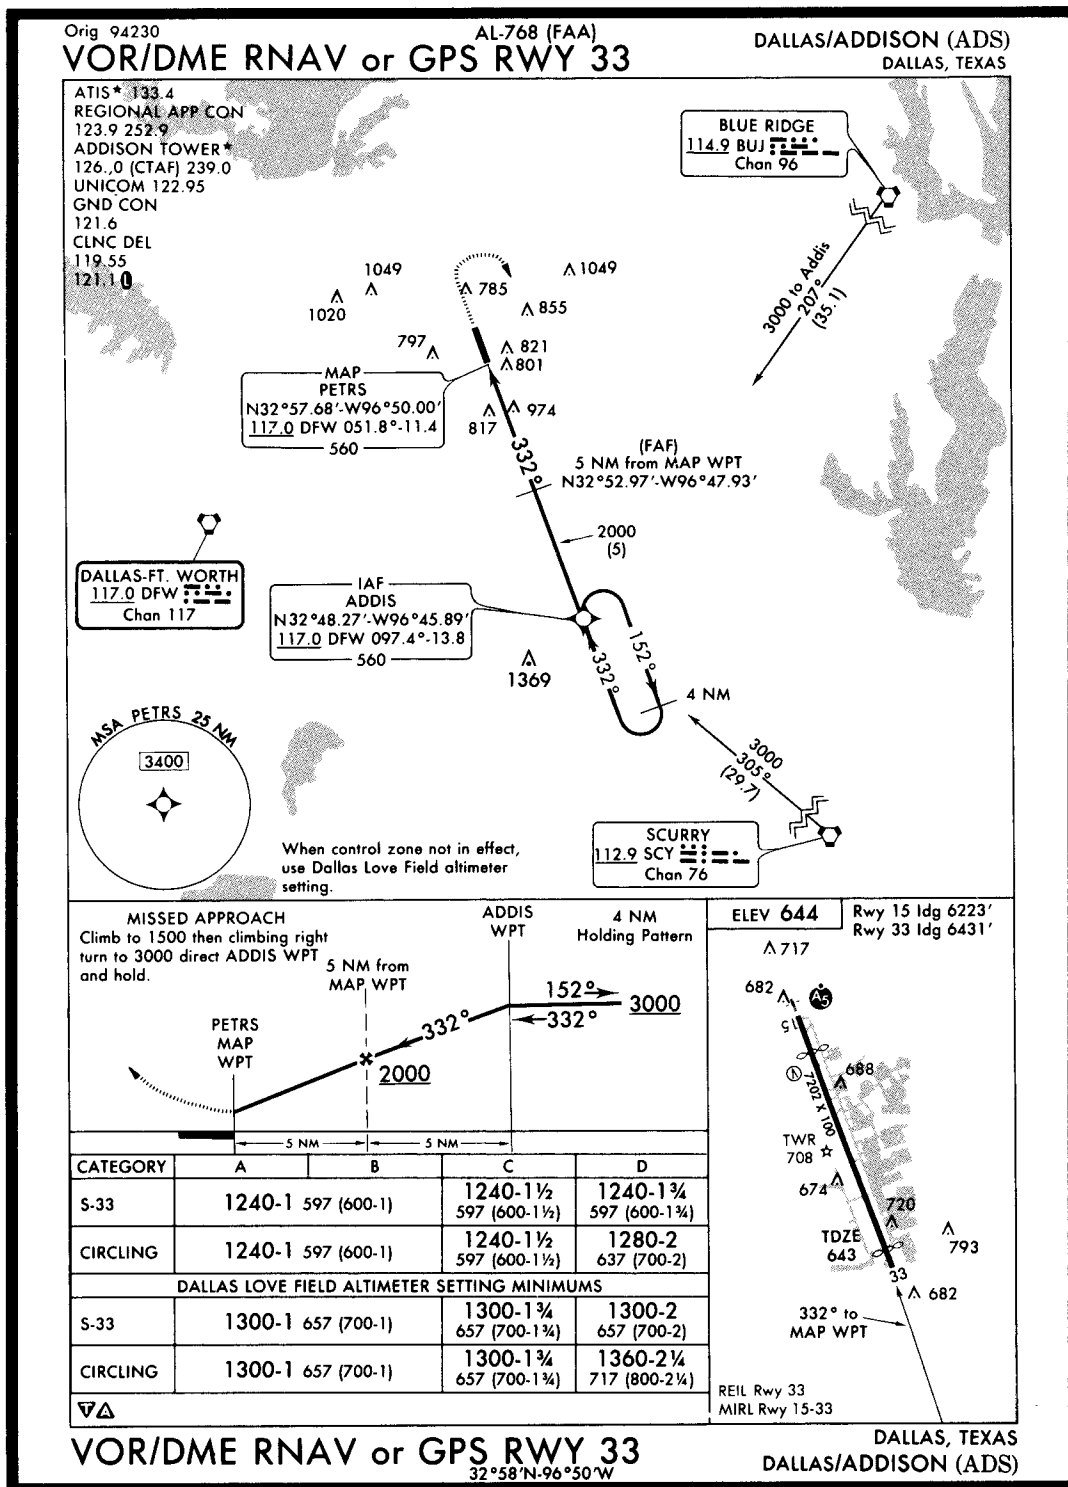 Orig 94230
AL-768 (FAA)
VOR/DME RNAV or GPS RWY 33
DALLAS/ADDISON (ADS)
DALLAS, TEXAS
ATIS★ 133.4
REGIONAL APP CON
123.9 252.9
ADDISON TOWER★
126.,0 (CTAF) 239.0
UNICOM 122.95
GND CON
121.6
CLNC DEL
119.55
121.1 L
BLUE RIDGE
114.9 BUJ
Chan 96
3000 to Addis
207°
(35.1)
1049
1020
785
1049
855
797
821
801
MAP
PETRS
N32°57.68'-W96°50.00'
117.0 DFW 051.8°-11.4
560
817
974
332°
(FAF)
5 NM from MAP WPT
N32°52.97'-W96°47.93'
2000
(5)
DALLAS-FT. WORTH
117.0 DFW
Chan 117
IAF
ADDIS
N32°48.27'-W96°45.89'
117.0 DFW 097.4°-13.8
560
1369
332°
152°
4 NM
MSA PETRS 25 NM
3400
3000
305°
(29.7)
SCURRY
112.9 SCY
Chan 76
When control zone not in effect,
use Dallas Love Field altimeter
setting.
MISSED APPROACH
Climb to 1500 then climbing right
turn to 3000 direct ADDIS WPT
and hold.
5 NM from
MAP WPT
ADDIS
WPT
4 NM
Holding Pattern
PETRS
MAP
WPT
332°
152°
332°
3000
2000
5 NM
5 NM
ELEV 644
Rwy 15 ldg 6223'
Rwy 33 ldg 6431'
717
682
A5
15
688
7202 X 100
TWR
708
674
720
TDZE
643
793
33
682
332° to
MAP WPT
REIL Rwy 33
MIRL Rwy 15-33
CATEGORY A B C D
S-33 1240-1 597 (600-1) 1240-1½ 597 (600-1½) 1240-1¾ 597 (600-1¾)
CIRCLING 1240-1 597 (600-1) 1240-1½ 597 (600-1½) 1280-2 637 (700-2)
DALLAS LOVE FIELD ALTIMETER SETTING MINIMUMS
S-33 1300-1 657 (700-1) 1300-1¾ 657 (700-1¾) 1300-2 657 (700-2)
CIRCLING 1300-1 657 (700-1) 1300-1¾ 657 (700-1¾) 1360-2¼ 717 (800-2¼)
T A
VOR/DME RNAV or GPS RWY 33
32°58'N-96°50'W
DALLAS, TEXAS
DALLAS/ADDISON (ADS)